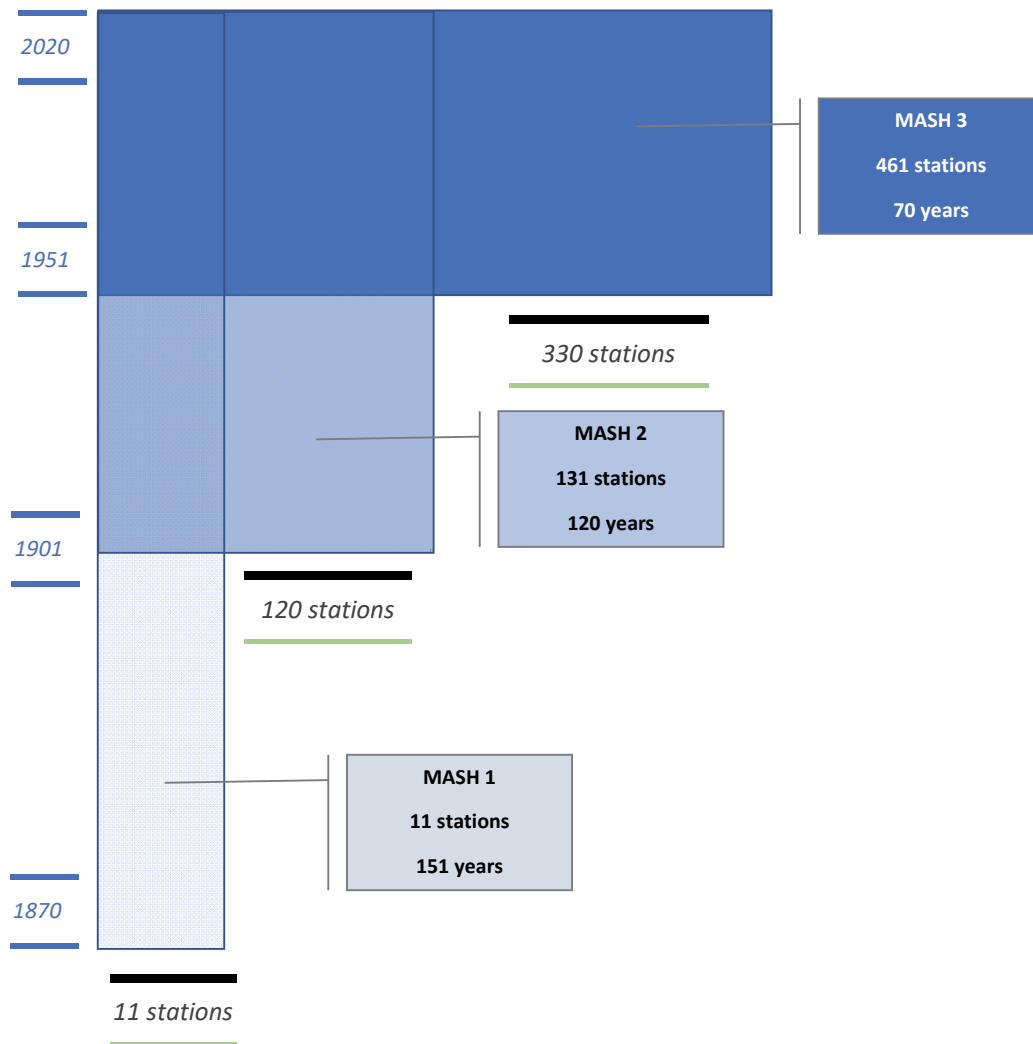 2020
MASH 3
461 stations
70 years
1951
330 stations
MASH 2
131 stations
120 years
1901
120 stations
MASH 1
11 stations
151 years
1870
11 stations